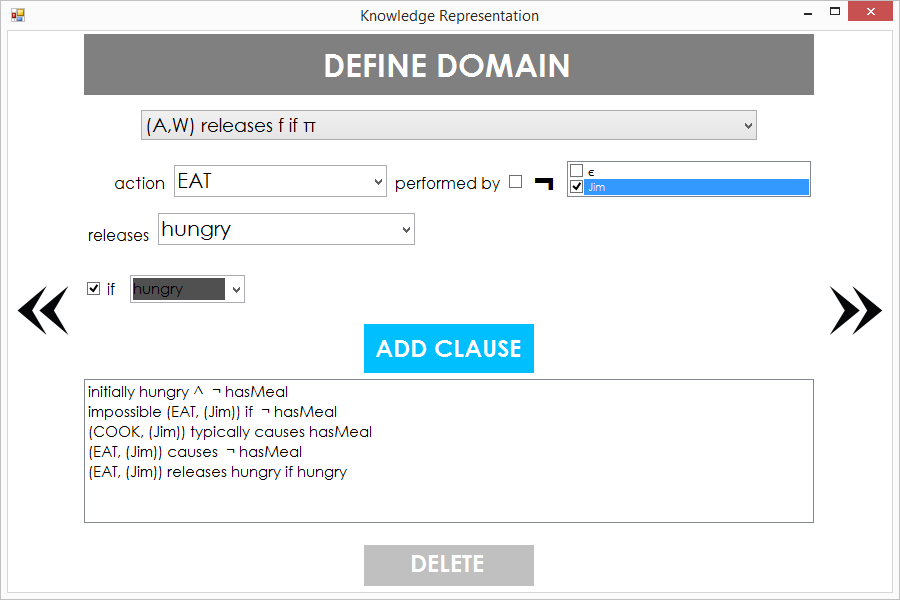 Knowledge Representation
DEFINE DOMAIN
(A,W) releases f if π
action EAT performed by ¬ ϵ
Jim
releases hungry
if hungry
ADD CLAUSE
initially hungry ^ ¬ hasMeal
impossible (EAT, (Jim)) if ¬ hasMeal
(COOK, (Jim)) typically causes hasMeal
(EAT, (Jim)) causes ¬ hasMeal
(EAT, (Jim)) releases hungry if hungry
DELETE